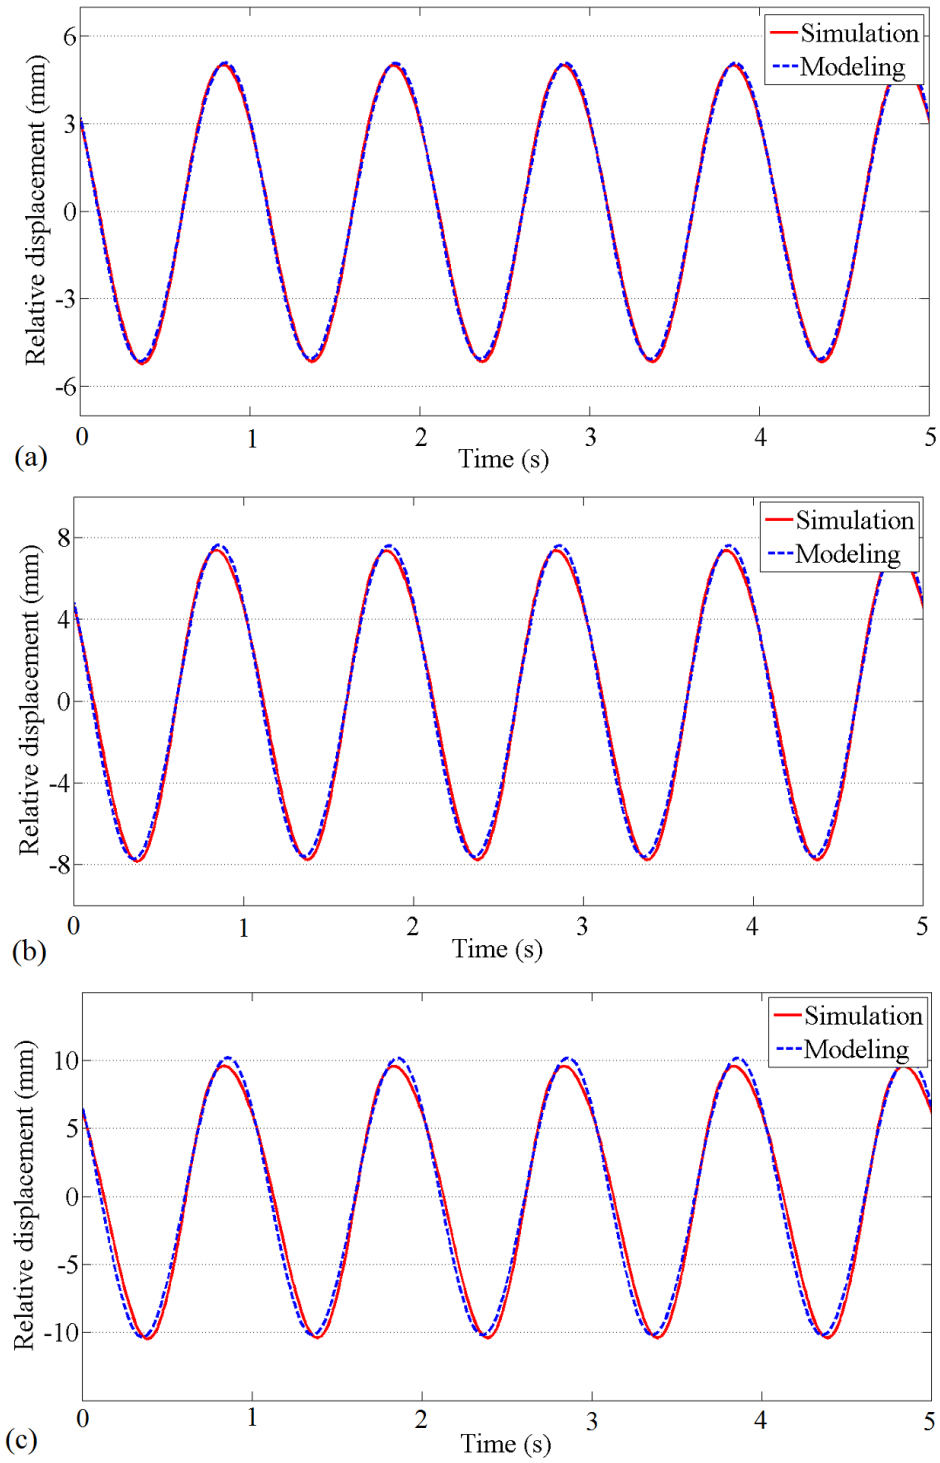 Relative displacement (mm)
6
3
0
-3
-6
Simulation
Modeling
0 1 2 3 4 5
Time (s)
(a)
Relative displacement (mm)
8
4
0
-4
-8
Simulation
Modeling
0 1 2 3 4 5
Time (s)
(b)
Relative displacement (mm)
10
5
0
-5
-10
Simulation
Modeling
0 1 2 3 4 5
Time (s)
(c)